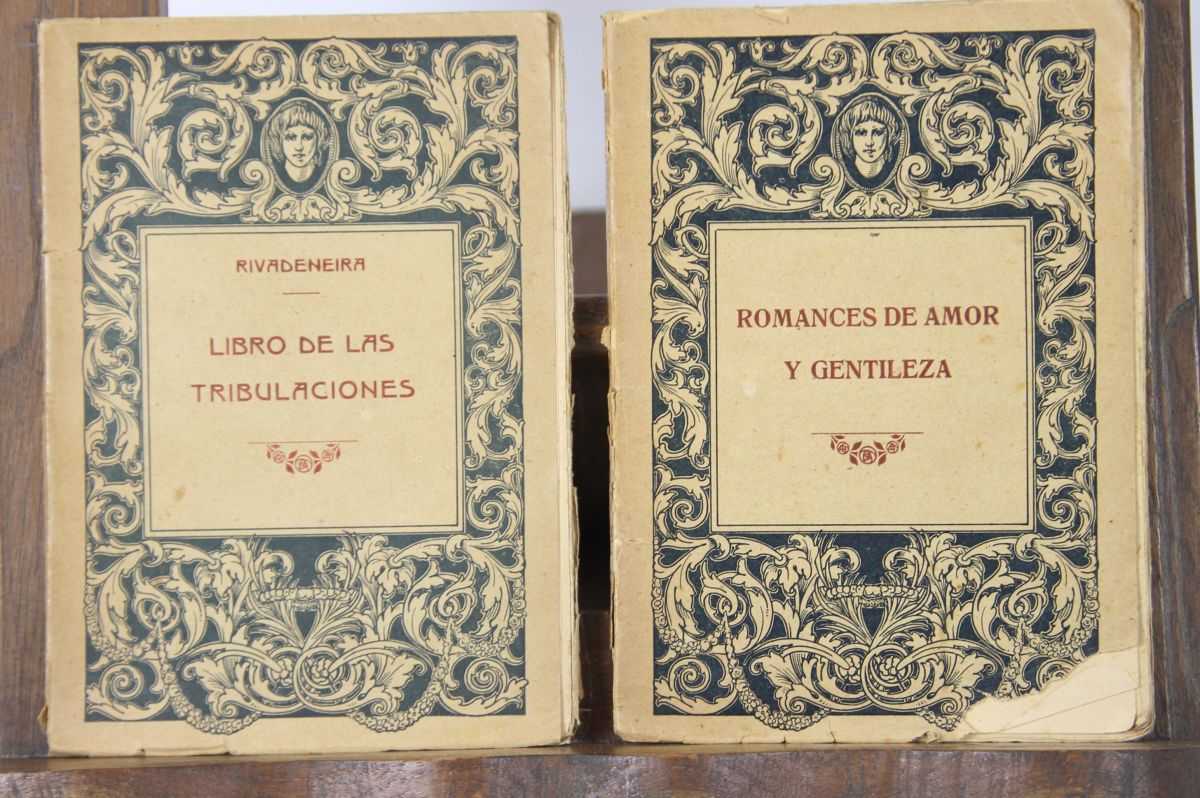 RIVADENEIRA
LIBRO DE LAS
TRIBULACIONES
ROMANCES DE AMOR
Y GENTILEZA